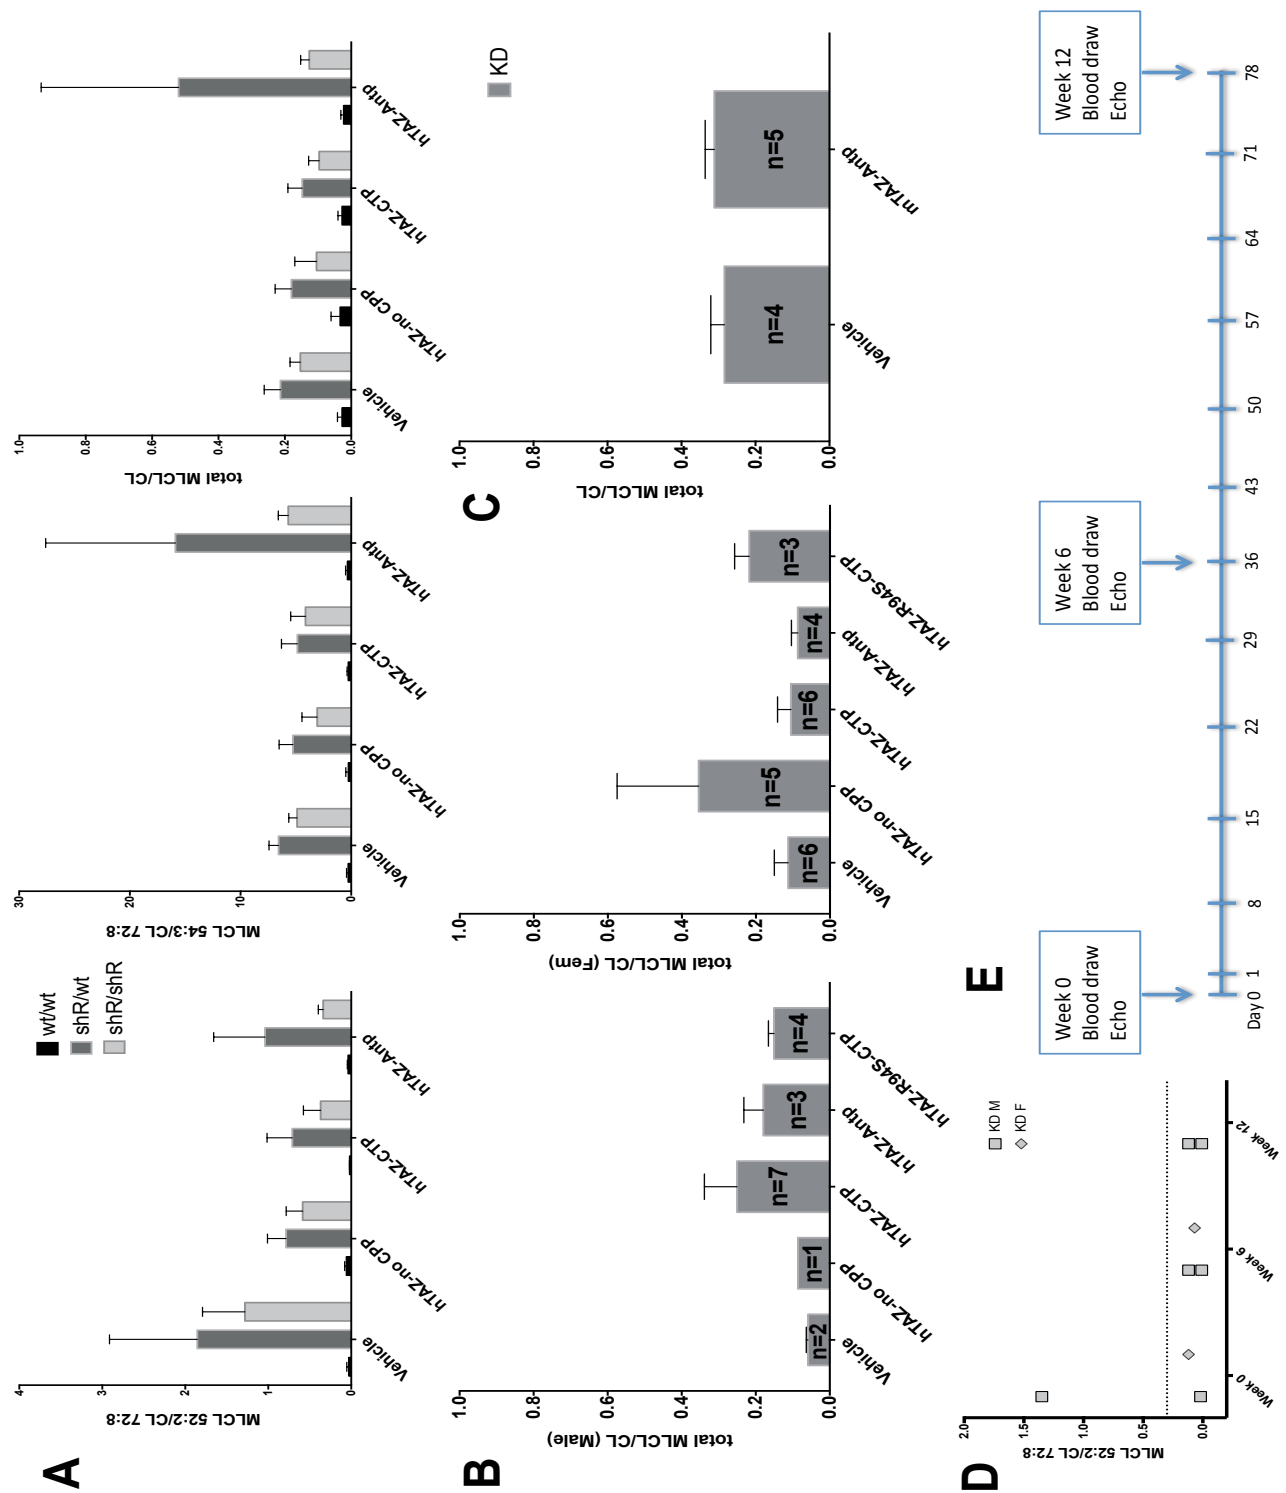 A
wt/wt
shR/wt
shR/shR
MLCL 52:2/CL 72:8
4
3
2
1
0
Vehicle
hTAZ-no CPP
hTAZ-CTP
hTAZ-Antp
MLCL 54:3/CL 72:8
30
20
10
0
Vehicle
hTAZ-no CPP
hTAZ-CTP
hTAZ-Antp
total MLCL/CL
1.0
0.8
0.6
0.4
0.2
0.0
Vehicle
hTAZ-no CPP
hTAZ-CTP
hTAZ-Antp
B
total MLCL/CL (Male)
1.0
0.8
0.6
0.4
0.2
0.0
n=2
n=1
n=7
n=3
n=4
Vehicle
hTAZ-no CPP
hTAZ-CTP
hTAZ-Antp
hTAZ-R94S-CTP
total MLCL/CL (Fem)
1.0
0.8
0.6
0.4
0.2
0.0
n=6
n=5
n=6
n=4
n=3
Vehicle
hTAZ-no CPP
hTAZ-CTP
hTAZ-Antp
hTAZ-R94S-CTP
C
KD
total MLCL/CL
1.0
0.8
0.6
0.4
0.2
0.0
n=4
n=5
Vehicle
mTAZ-Antp
D
KD M
KD F
MLCL 52:2/CL 72:8
2.0
1.5
1.0
0.5
0.0
Week 0
Week 6
Week 12
E
Week 0
Blood draw
Echo
Week 6
Blood draw
Echo
Week 12
Blood draw
Echo
Day 0 1 8 15 22 29 36 43 50 57 64 71 78